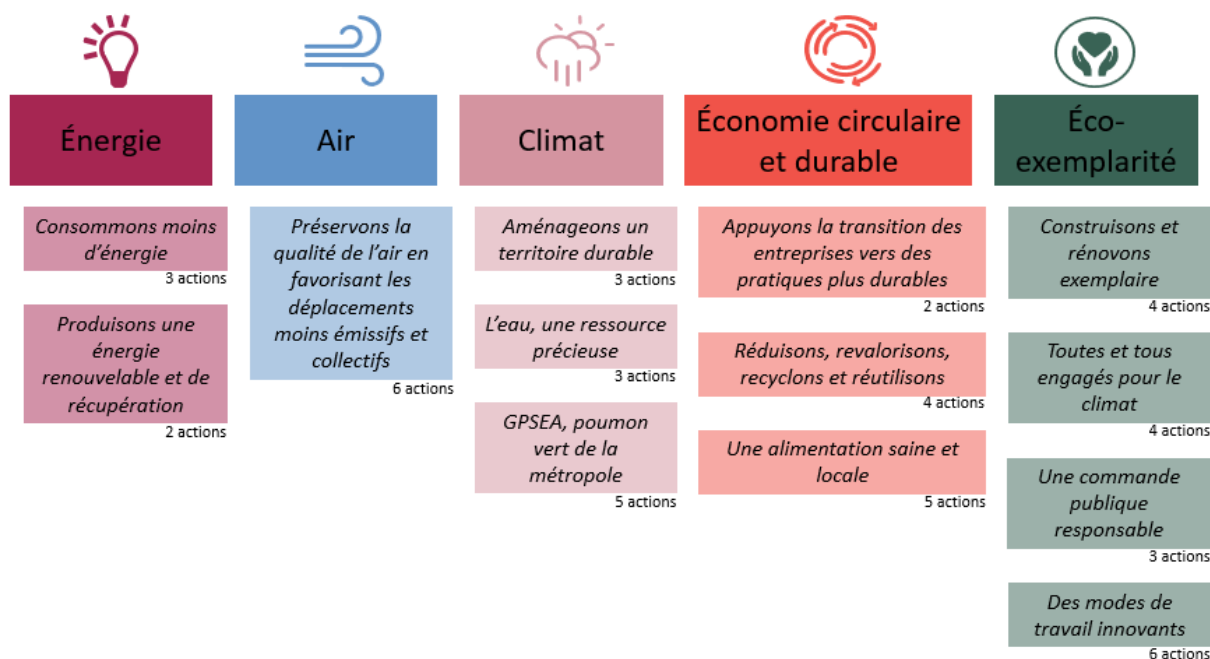 Énergie
Consommons moins
d’énergie
3 actions
Produisons une
énergie
renouvelable et de
récupération
2 actions
Air
Préservons la
qualité de l’air en
favorisant les
déplacements
moins émissifs et
collectifs
6 actions
Climat
Aménageons un
territoire durable
3 actions
L’eau, une ressource
précieuse
3 actions
GPSEA, poumon
vert de la
métropole
5 actions
Économie circulaire
et durable
Appuyons la transition des
entreprises vers des
pratiques plus durables
2 actions
Réduisons, revalorisons,
recyclons et réutilisons
4 actions
Une alimentation saine et
locale
5 actions
Éco-
exemplarité
Construisons et
rénovons
exemplaire
4 actions
Toutes et tous
engagés pour le
climat
4 actions
Une commande
publique
responsable
3 actions
Des modes de
travail innovants
6 actions